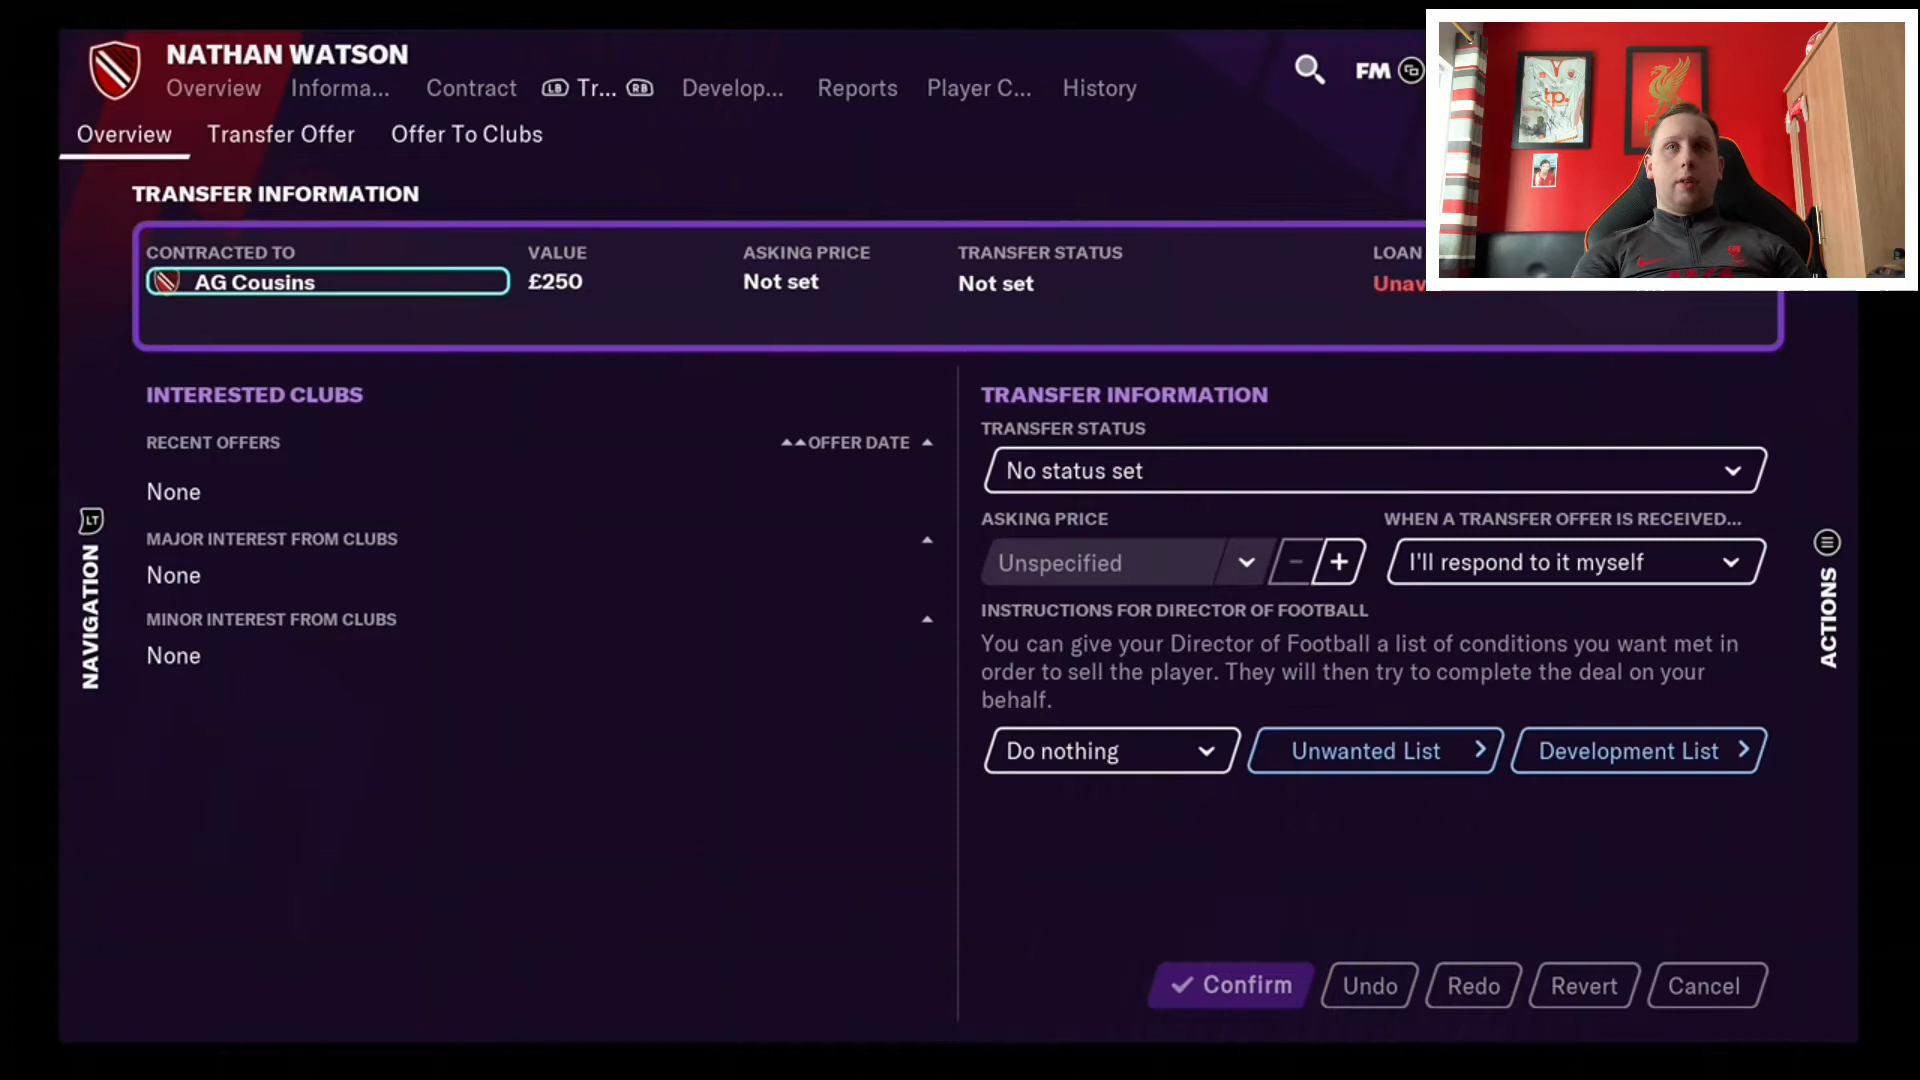 NATHAN WATSON
Overview Informa... Contract LB Tr... RB Develop... Reports Player C... History
FM
Overview Transfer Offer Offer To Clubs
TRANSFER INFORMATION
CONTRACTED TO VALUE ASKING PRICE TRANSFER STATUS LOAN
AG Cousins £250 Not set Not set Unav
INTERESTED CLUBS
RECENT OFFERS OFFER DATE
None
MAJOR INTEREST FROM CLUBS
None
MINOR INTEREST FROM CLUBS
None
LT
NAVIGATION
TRANSFER INFORMATION
TRANSFER STATUS
No status set
ASKING PRICE WHEN A TRANSFER OFFER IS RECEIVED...
Unspecified I'll respond to it myself
INSTRUCTIONS FOR DIRECTOR OF FOOTBALL
You can give your Director of Football a list of conditions you want met in
order to sell the player. They will then try to complete the deal on your
behalf.
Do nothing Unwanted List Development List
ACTIONS
Confirm Undo Redo Revert Cancel